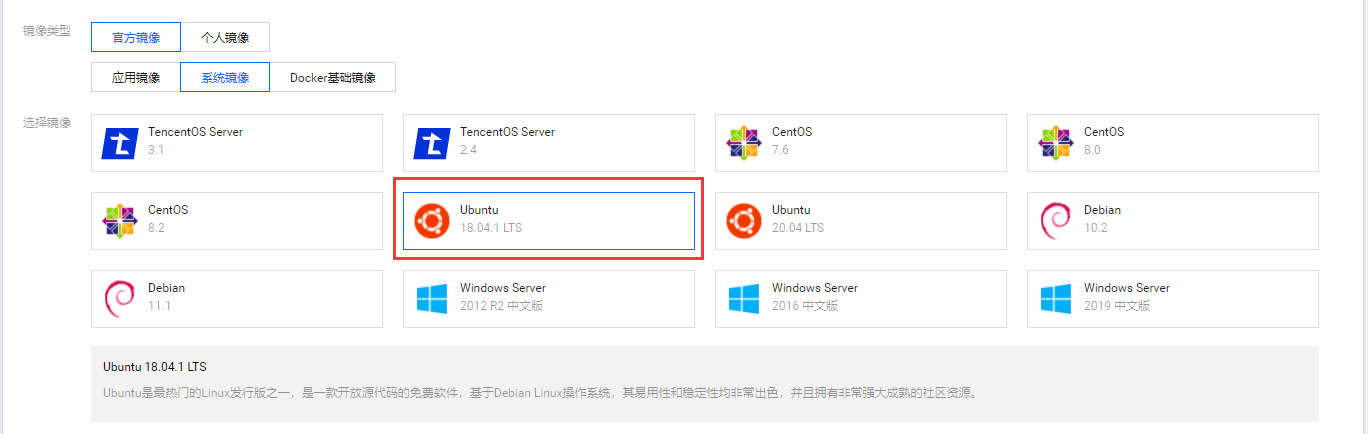 镜像类型
官方镜像
个人镜像
应用镜像
系统镜像
Docker基础镜像
选择镜像
TencentOS Server
3.1
TencentOS Server
2.4
CentOS
7.6
CentOS
8.0
CentOS
8.2
Ubuntu
18.04.1 LTS
Ubuntu
20.04 LTS
Debian
10.2
Debian
11.1
Windows Server
2012 R2 中文版
Windows Server
2016 中文版
Windows Server
2019 中文版
Ubuntu 18.04.1 LTS
Ubuntu是最热门的Linux发行版之一，是一款开放源代码的免费软件，基于Debian Linux操作系统，其易用性和稳定性均非常出色，并且拥有非常强大成熟的社区资源。